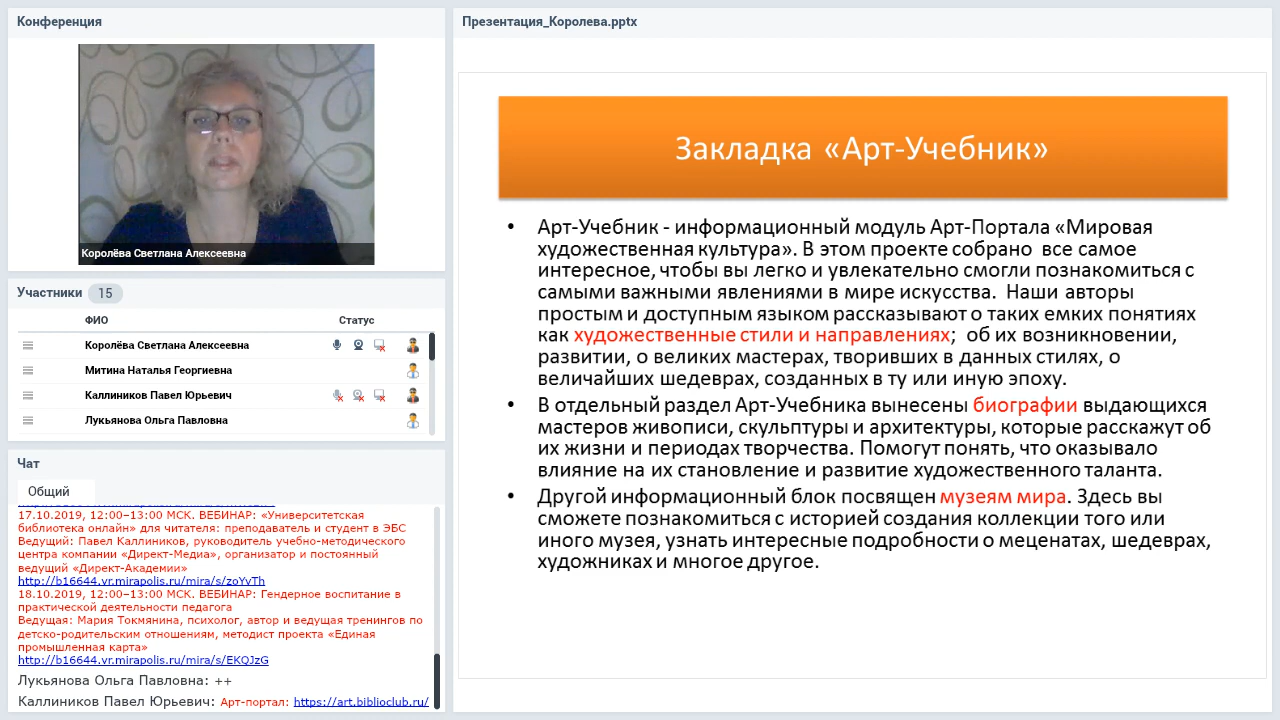 Конференция
Королёва Светлана Алексеевна
Участники 15
ФИО Статус
Королёва Светлана Алексеевна
Митина Наталья Георгиевна
Каллиников Павел Юрьевич
Лукьянова Ольга Павловна
Чат
Общий
17.10.2019, 12:00–13:00 МСК. ВЕБИНАР: «Университетская
библиотека онлайн» для читателя: преподаватель и студент в ЭБС
Ведущий: Павел Каллиников, руководитель учебно-методического
центра компании «Директ-Медиа», организатор и постоянный
ведущий «Директ-Академии»
http://b16644.vr.mirapolis.ru/mira/s/zoYvTh
18.10.2019, 12:00–13:00 МСК. ВЕБИНАР: Гендерное воспитание в
практической деятельности педагога
Ведущая: Мария Токмянина, психолог, автор и ведущая тренингов по
детско-родительским отношениям, методист проекта «Единая
промышленная карта»
http://b16644.vr.mirapolis.ru/mira/s/EKQJzG
Лукьянова Ольга Павловна: ++
Каллиников Павел Юрьевич: Арт-портал: https://art.biblioclub.ru/
Презентация_Королева.pptx
Закладка «Арт-Учебник»
• Арт-Учебник - информационный модуль Арт-Портала «Мировая
художественная культура». В этом проекте собрано все самое
интересное, чтобы вы легко и увлекательно смогли познакомиться с
самыми важными явлениями в мире искусства. Наши авторы
простым и доступным языком рассказывают о таких емких понятиях
как художественные стили и направлениях; об их возникновении,
развитии, о великих мастерах, творивших в данных стилях, о
величайших шедеврах, созданных в ту или иную эпоху.
• В отдельный раздел Арт-Учебника вынесены биографии выдающихся
мастеров живописи, скульптуры и архитектуры, которые расскажут об
их жизни и периодах творчества. Помогут понять, что оказывало
влияние на их становление и развитие художественного таланта.
• Другой информационный блок посвящен музеям мира. Здесь вы
сможете познакомиться с историей создания коллекции того или
иного музея, узнать интересные подробности о меценатах, шедеврах,
художниках и многое другое.